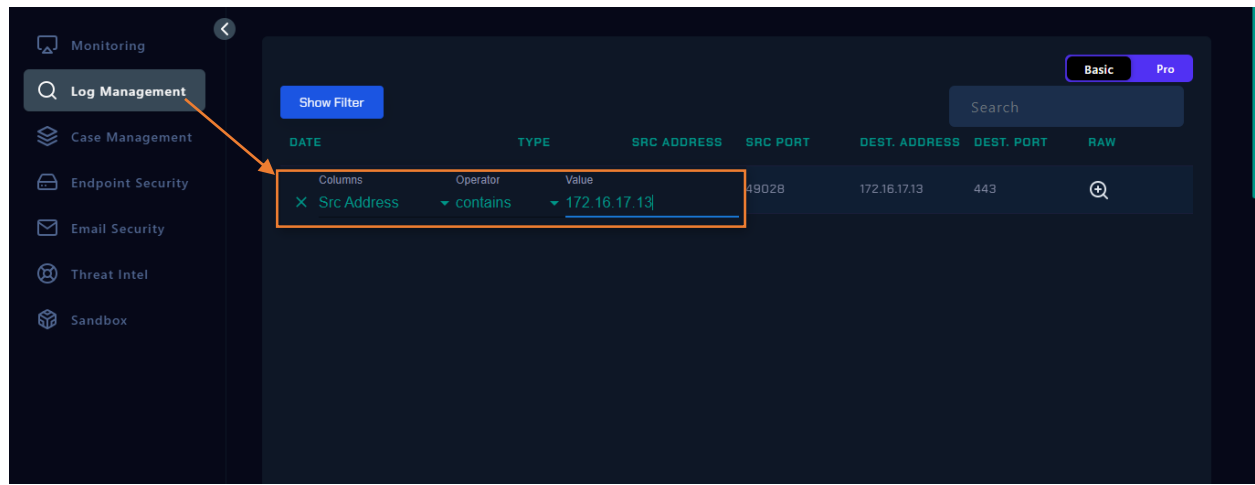 Monitoring
Log Management
Case Management
Endpoint Security
Email Security
Threat Intel
Sandbox
Basic Pro
Show Filter
Search
DATE TYPE SRC ADDRESS SRC PORT DEST. ADDRESS DEST. PORT RAW
Columns Operator Value
Src Address contains 172.16.17.13
49028 172.16.17.13 443